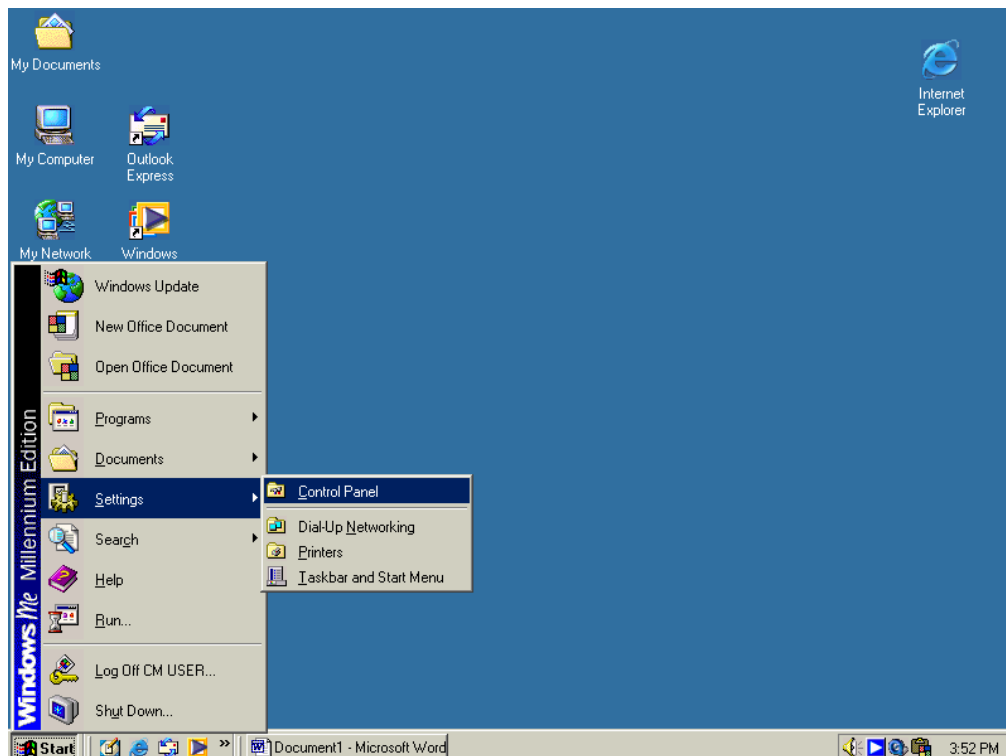 My Documents
Internet
Explorer
My Computer
Outlook
Express
My Network
Windows
Windows Update
New Office Document
Open Office Document
Programs
Documents
Settings
Search
Help
Run...
Log Off CM USER...
Shut Down...
Windows Me Millennium Edition
Control Panel
Dial-Up Networking
Printers
Taskbar and Start Menu
Start
»
Document1 - Microsoft Word
3:52 PM